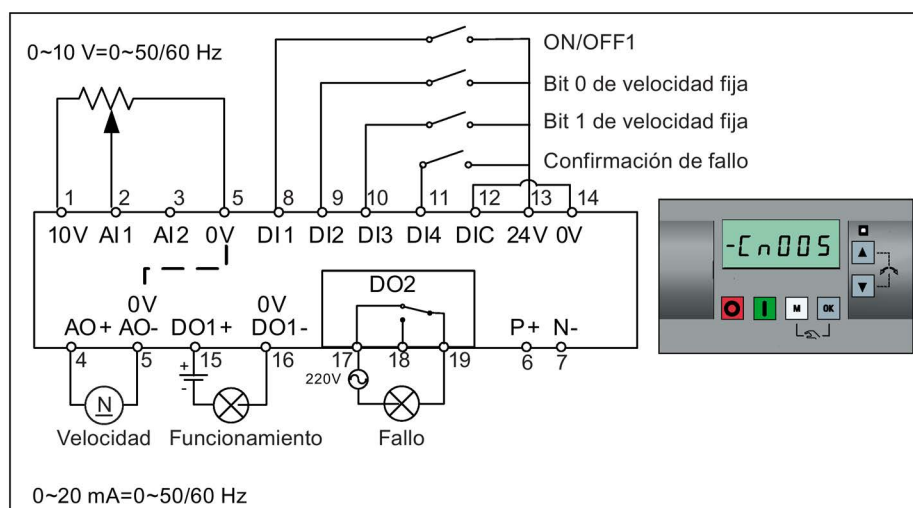 0~10 V=0~50/60 Hz
ON/OFF1
Bit 0 de velocidad fija
Bit 1 de velocidad fija
Confirmación de fallo
1 2 3 5 8 9 10 11 12 13 14
10V AI1 AI2 0V DI1 DI2 DI3 DI4 DIC 24V 0V
-Cn005
M OK
DO2
0V 0V
AO+ AO- DO1+ DO1- P+ N-
4 5 15 16 17 18 19 6 7
+
-
220V
N
Velocidad Funcionamiento Fallo
0~20 mA=0~50/60 Hz